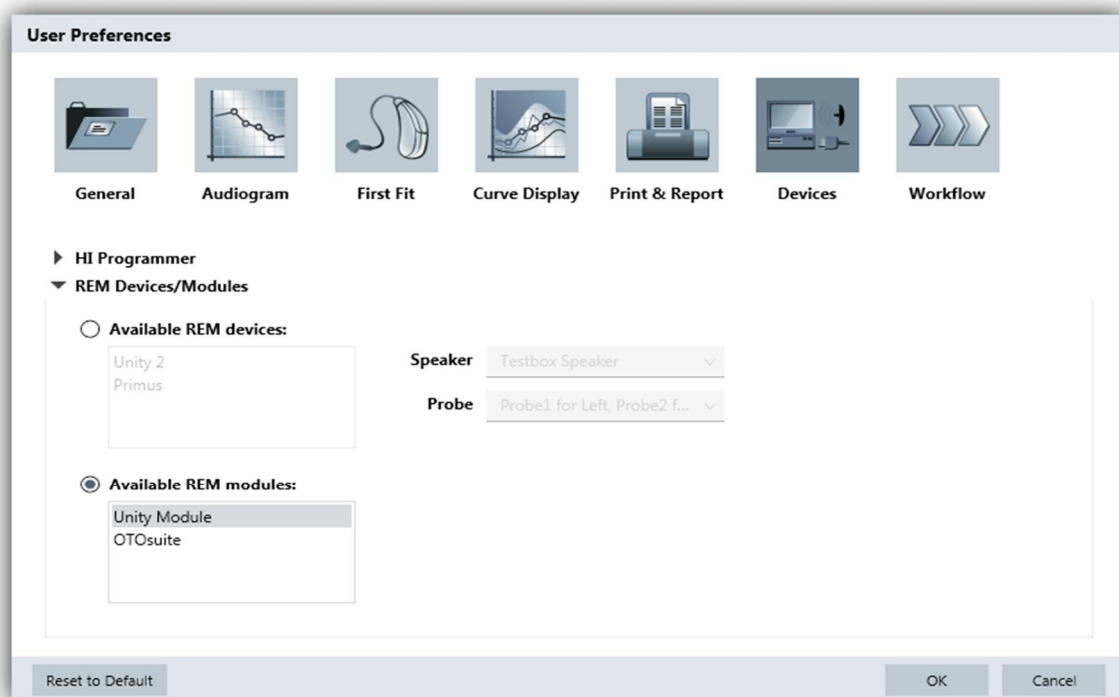 User Preferences
General Audiogram First Fit Curve Display Print & Report Devices Workflow
HI Programmer
REM Devices/Modules
Available REM devices:
Unity 2
Primus
Speaker Testbox Speaker
Probe Probe1 for Left, Probe2 f...
Available REM modules:
Unity Module
OTOsuite
Reset to Default OK Cancel